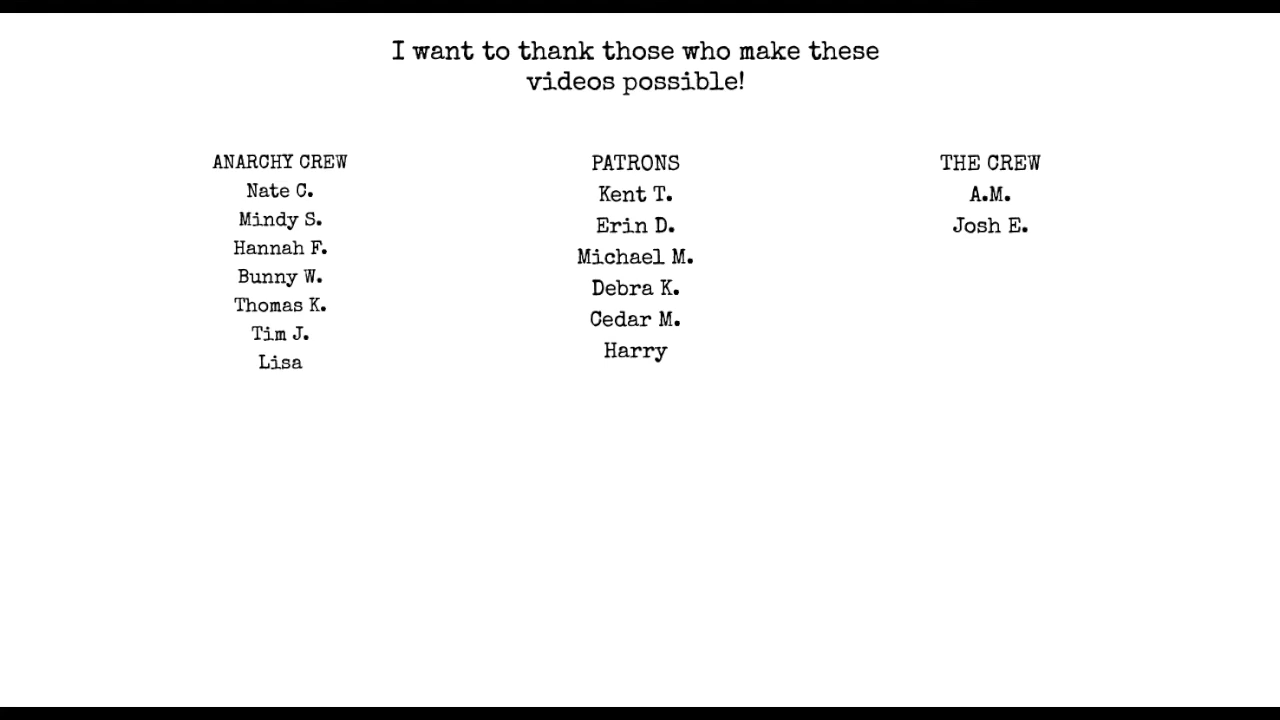 I want to thank those who make these
videos possible!
ANARCHY CREW
Nate C.
Mindy S.
Hannah F.
Bunny W.
Thomas K.
Tim J.
Lisa
PATRONS
Kent T.
Erin D.
Michael M.
Debra K.
Cedar M.
Harry
THE CREW
A.M.
Josh E.